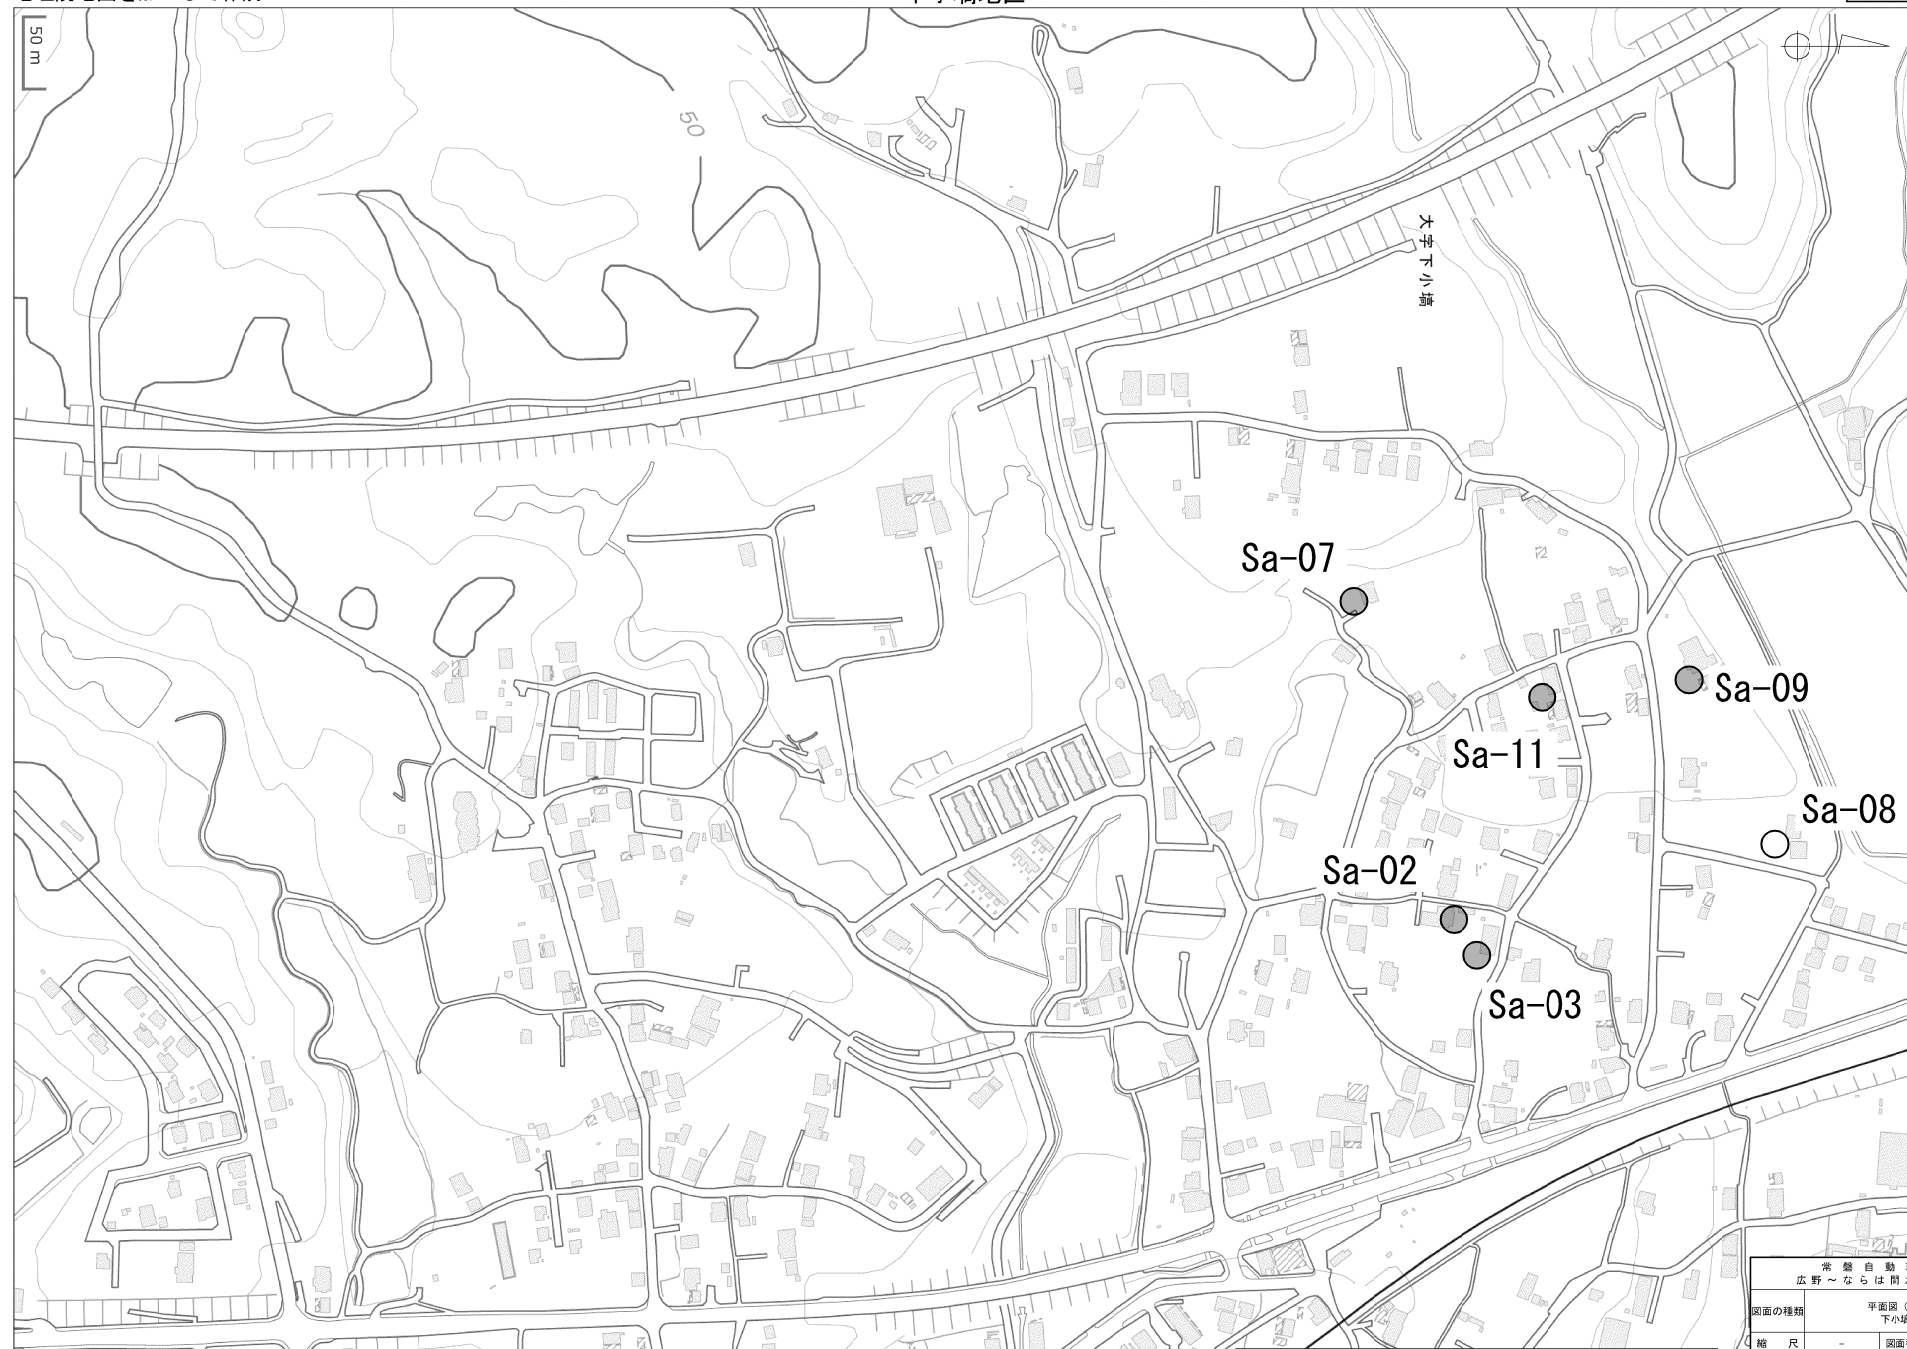 50 m
50
大字下小塙
Sa-07
Sa-09
Sa-11
Sa-08
Sa-02
Sa-03
常 磐 自 動
広野～ならは間
図面の種類
平面図（
下小塙
縮 尺
-
図面